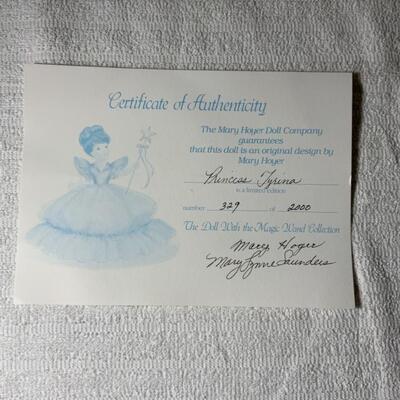 Certificate of Authenticity
The Mary Hoyer Doll Company
guarantees
that this doll is an original design by
Mary Hoyer
Princess Tyrina
is a limited edition
number 329 of 2000
The Doll With the Magic Wand Collection
Mary Hoyer
Mary Lynne Saunders